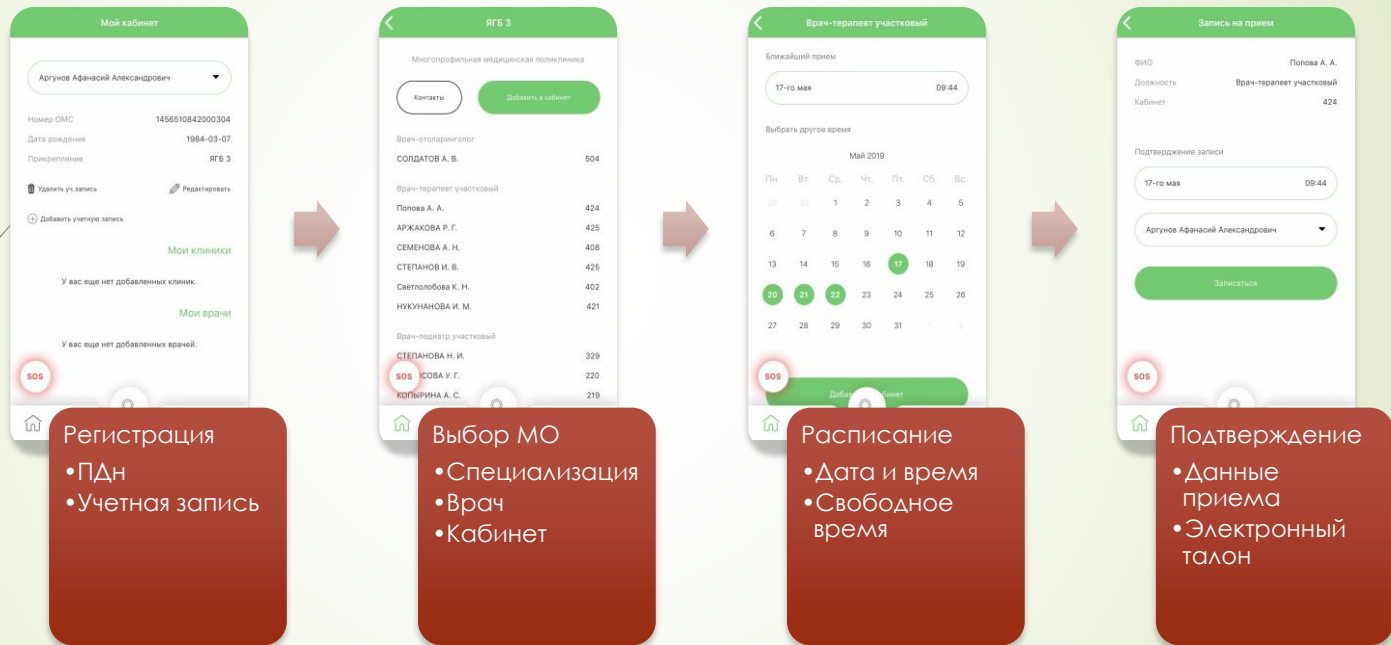 Мой кабинет
Аргунов Афанасий Александрович
Номер ОМС 1456510842000304
Дата рождения 1984-03-07
Прикрепление ЯГБ 3
Удалить уч.запись Редактировать
Добавить учетную запись
Мои клиники
У вас еще нет добавленных клиник.
Мои врачи
У вас еще нет добавленных врачей.
SOS
Регистрация
•ПДн
•Учетная запись
ЯГБ 3
Многопрофильная медицинская поликлиника
Контакты Добавить в кабинет
Врач-отоларинголог
СОЛДАТОВ А. В. 504
Врач-терапевт участковый
Попова А. А. 424
АРЖАКОВА Р. Г. 425
СЕМЕНОВА А. Н. 408
СТЕПАНОВ И. В. 425
Светлолобова К. Н. 402
НУКУНАНОВА И. М. 421
Врач-педиатр участковый
СТЕПАНОВА Н. И. 329
SOS У. Г. 220
КОПЫРИНА А. С. 219
Выбор МО
•Специализация
•Врач
•Кабинет
Врач-терапевт участковый
Ближайший прием
17-го мая 09:44
Выбрать другое время
Май 2019
Пн. Вт. Ср. Чт. Пт. Сб. Вс.
29 30 1 2 3 4 5
6 7 8 9 10 11 12
13 14 15 16 17 18 19
20 21 22 23 24 25 26
27 28 29 30 31 1 2
SOS
Расписание
•Дата и время
•Свободное
время
Запись на прием
ФИО Попова А. А.
Должность Врач-терапевт участковый
Кабинет 424
Подтверджение записи
17-го мая 09:44
Аргунов Афанасий Александрович
Записаться
SOS
Подтверждение
•Данные
приема
•Электронный
талон